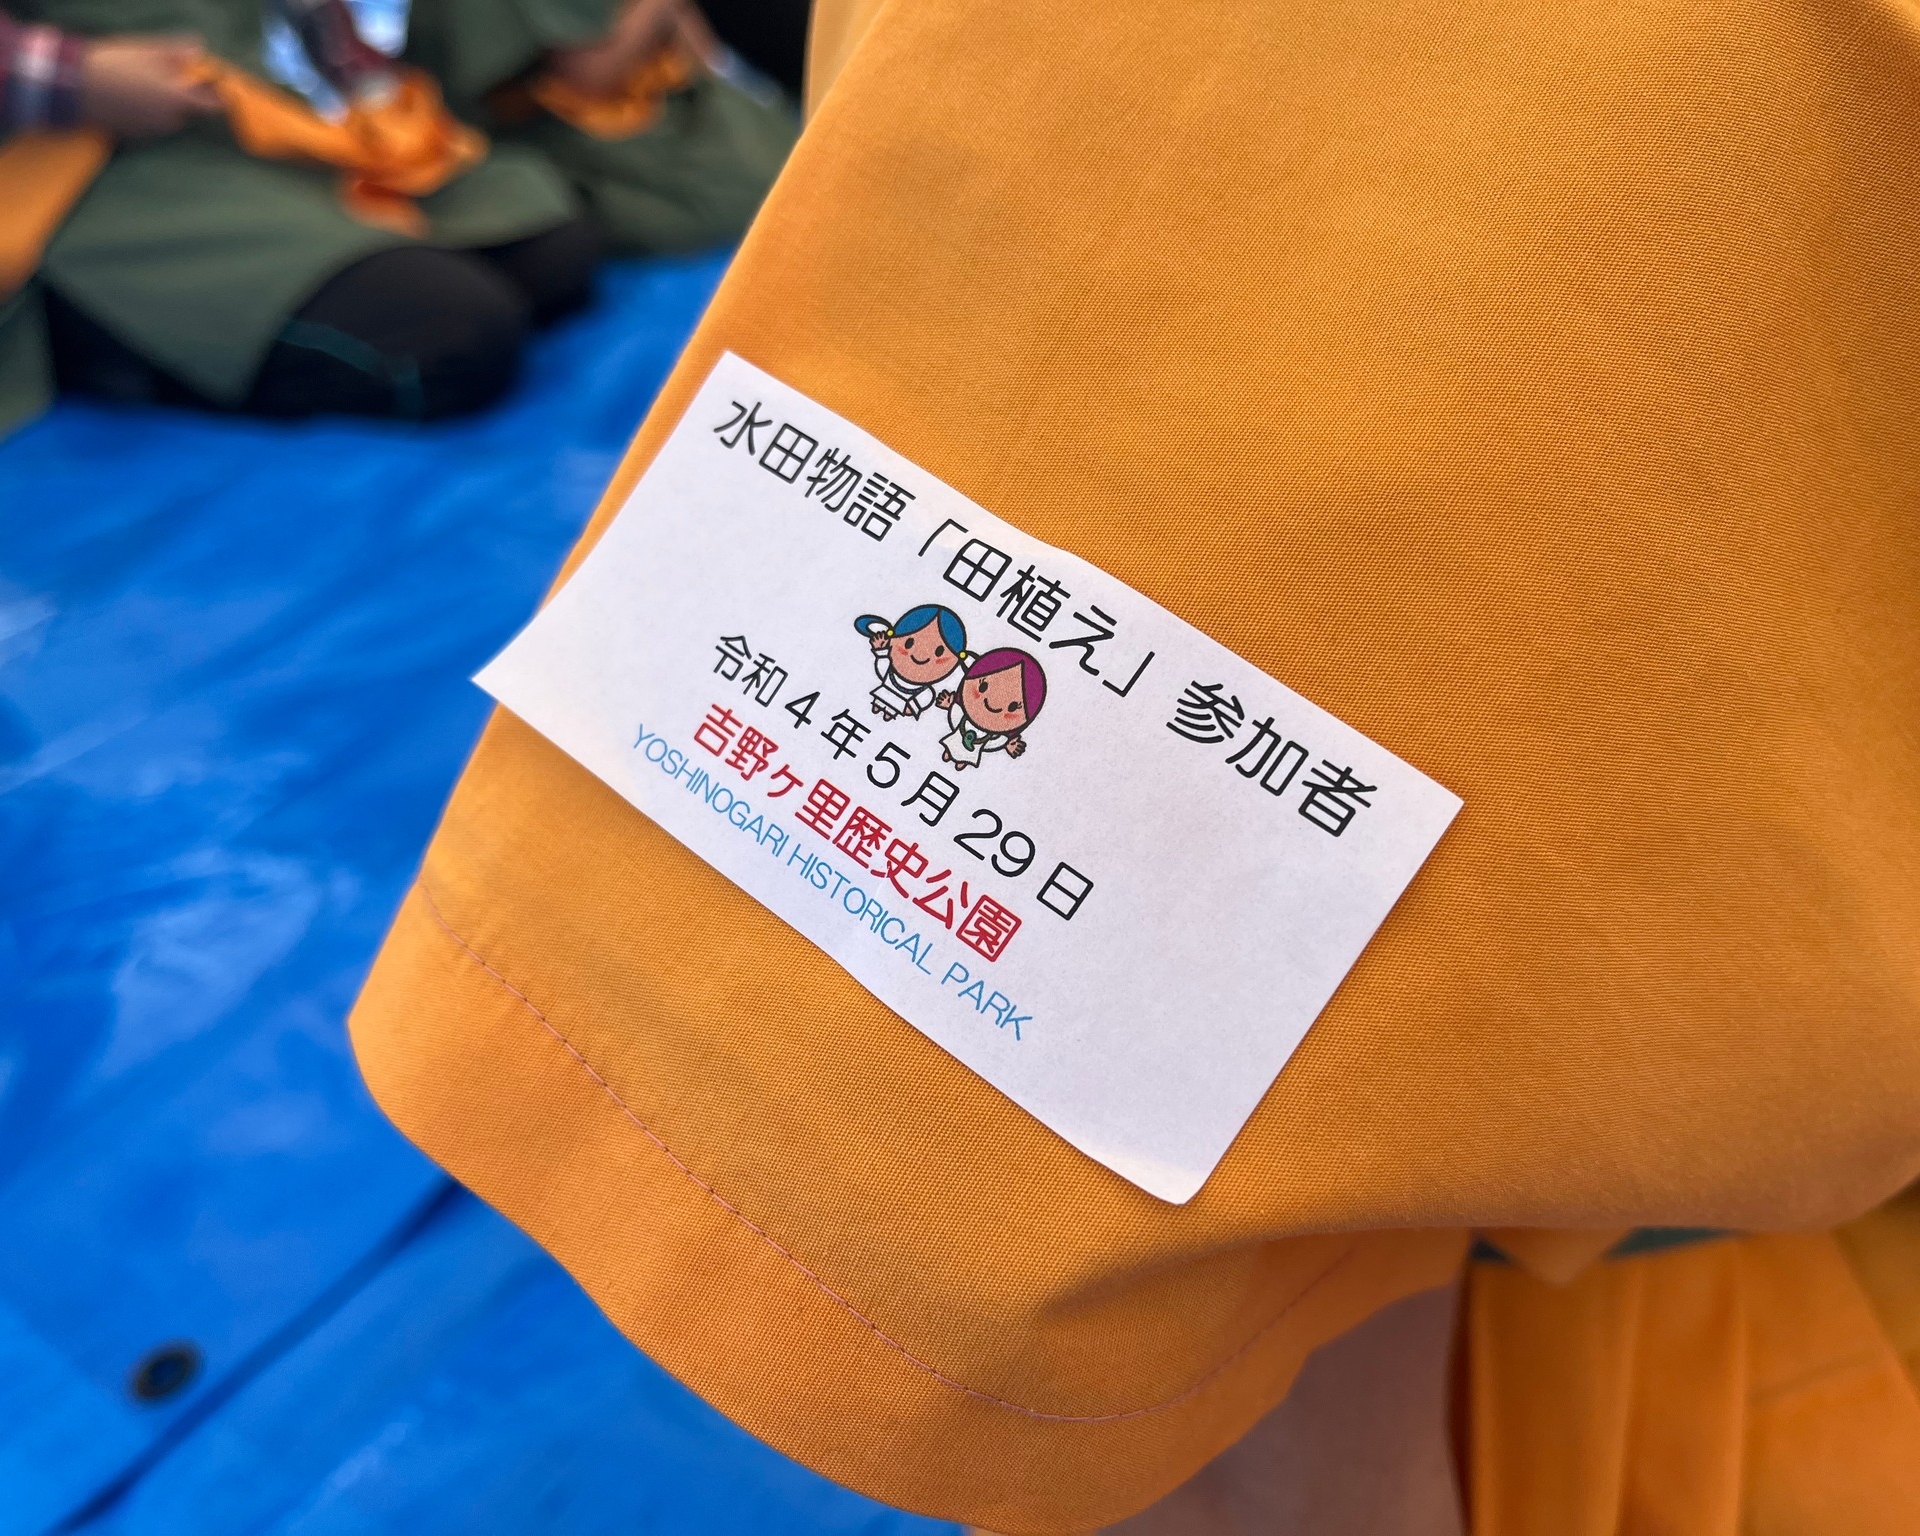 水田物語「田植え」参加者
令和4年5月29日
吉野ヶ里歴史公園
YOSHINOGARI HISTORICAL PARK